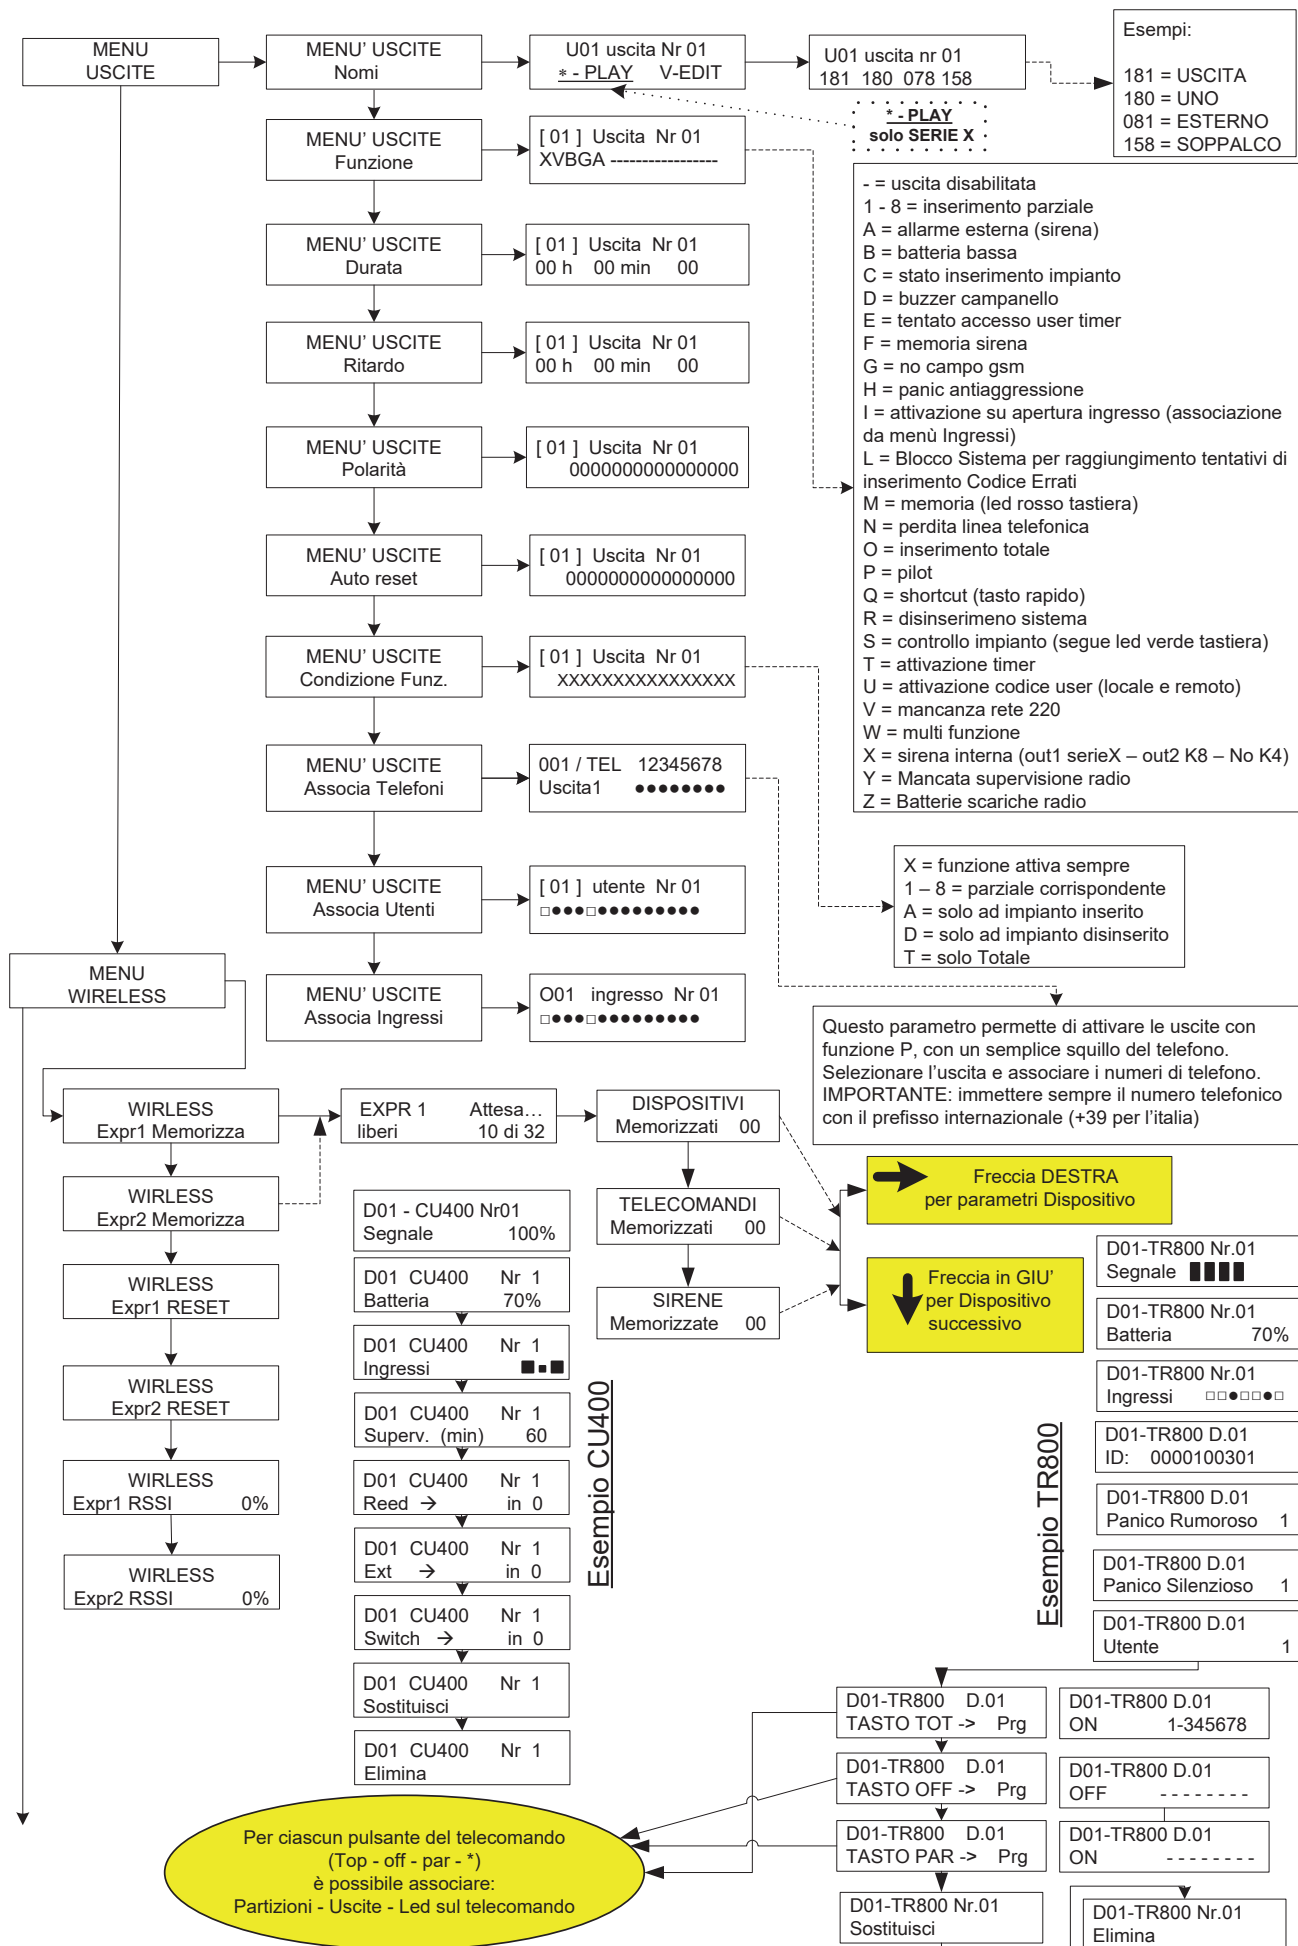 MENU
USCITE
MENU' USCITE
Nomi
U01 uscita Nr 01
* - PLAY V-EDIT
U01 uscita nr 01
181 180 078 158
Esempi:
181 = USCITA
180 = UNO
081 = ESTERNO
158 = SOPPALCO
* - PLAY
solo SERIE X
MENU' USCITE
Funzione
[ 01 ] Uscita Nr 01
XVBGA -----------------
- = uscita disabilitata
1 - 8 = inserimento parziale
A = allarme esterna (sirena)
B = batteria bassa
C = stato inserimento impianto
D = buzzer campanello
E = tentato accesso user timer
F = memoria sirena
G = no campo gsm
H = panic antiaggressione
I = attivazione su apertura ingresso (associazione
da menù Ingressi)
L = Blocco Sistema per raggiungimento tentativi di
inserimento Codice Errati
M = memoria (led rosso tastiera)
N = perdita linea telefonica
O = inserimento totale
P = pilot
Q = shortcut (tasto rapido)
R = disinserimeno sistema
S = controllo impianto (segue led verde tastiera)
T = attivazione timer
U = attivazione codice user (locale e remoto)
V = mancanza rete 220
W = multi funzione
X = sirena interna (out1 serieX – out2 K8 – No K4)
Y = Mancata supervisione radio
Z = Batterie scariche radio
MENU' USCITE
Durata
[ 01 ] Uscita Nr 01
00 h 00 min 00
MENU' USCITE
Ritardo
[ 01 ] Uscita Nr 01
00 h 00 min 00
MENU' USCITE
Polarità
[ 01 ] Uscita Nr 01
0000000000000000
MENU' USCITE
Auto reset
[ 01 ] Uscita Nr 01
0000000000000000
MENU' USCITE
Condizione Funz.
[ 01 ] Uscita Nr 01
XXXXXXXXXXXXXXXX
MENU' USCITE
Associa Telefoni
001 / TEL 12345678
Uscita1 ●●●●●●●●
X = funzione attiva sempre
1 – 8 = parziale corrispondente
A = solo ad impianto inserito
D = solo ad impianto disinserito
T = solo Totale
MENU' USCITE
Associa Utenti
[ 01 ] utente Nr 01
□●●●□●●●●●●●●●
MENU' USCITE
Associa Ingressi
O01 ingresso Nr 01
□●●●□●●●●●●●●●
MENU
WIRELESS
Questo parametro permette di attivare le uscite con
funzione P, con un semplice squillo del telefono.
Selezionare l'uscita e associare i numeri di telefono.
IMPORTANTE: immettere sempre il numero telefonico
con il prefisso internazionale (+39 per l'italia)
WIRLESS
Expr1 Memorizza
WIRLESS
Expr2 Memorizza
WIRLESS
Expr1 RESET
WIRLESS
Expr2 RESET
WIRLESS
Expr1 RSSI 0%
WIRLESS
Expr2 RSSI 0%
EXPR 1 Attesa…
liberi 10 di 32
DISPOSITIVI
Memorizzati 00
TELECOMANDI
Memorizzati 00
SIRENE
Memorizzate 00
Freccia DESTRA
per parametri Dispositivo
Freccia in GIU'
per Dispositivo
successivo
D01 - CU400 Nr01
Segnale 100%
D01 CU400 Nr 1
Batteria 70%
D01 CU400 Nr 1
Ingressi ■▪■
D01 CU400 Nr 1
Superv. (min) 60
D01 CU400 Nr 1
Reed → in 0
D01 CU400 Nr 1
Ext → in 0
D01 CU400 Nr 1
Switch → in 0
D01 CU400 Nr 1
Sostituisci
D01 CU400 Nr 1
Elimina
Esempio CU400
Esempio TR800
D01-TR800 Nr.01
Segnale ▮▮▮▮
D01-TR800 Nr.01
Batteria 70%
D01-TR800 Nr.01
Ingressi □□●□□●□
D01-TR800 D.01
ID: 0000100301
D01-TR800 D.01
Panico Rumoroso 1
D01-TR800 D.01
Panico Silenzioso 1
D01-TR800 D.01
Utente 1
D01-TR800 D.01
TASTO TOT -> Prg
D01-TR800 D.01
ON 1-345678
D01-TR800 D.01
TASTO OFF -> Prg
D01-TR800 D.01
OFF - - - - - - - -
D01-TR800 D.01
TASTO PAR -> Prg
D01-TR800 D.01
ON - - - - - - - -
D01-TR800 Nr.01
Sostituisci
D01-TR800 Nr.01
Elimina
Per ciascun pulsante del telecomando
(Top - off - par - *)
è possibile associare:
Partizioni - Uscite - Led sul telecomando